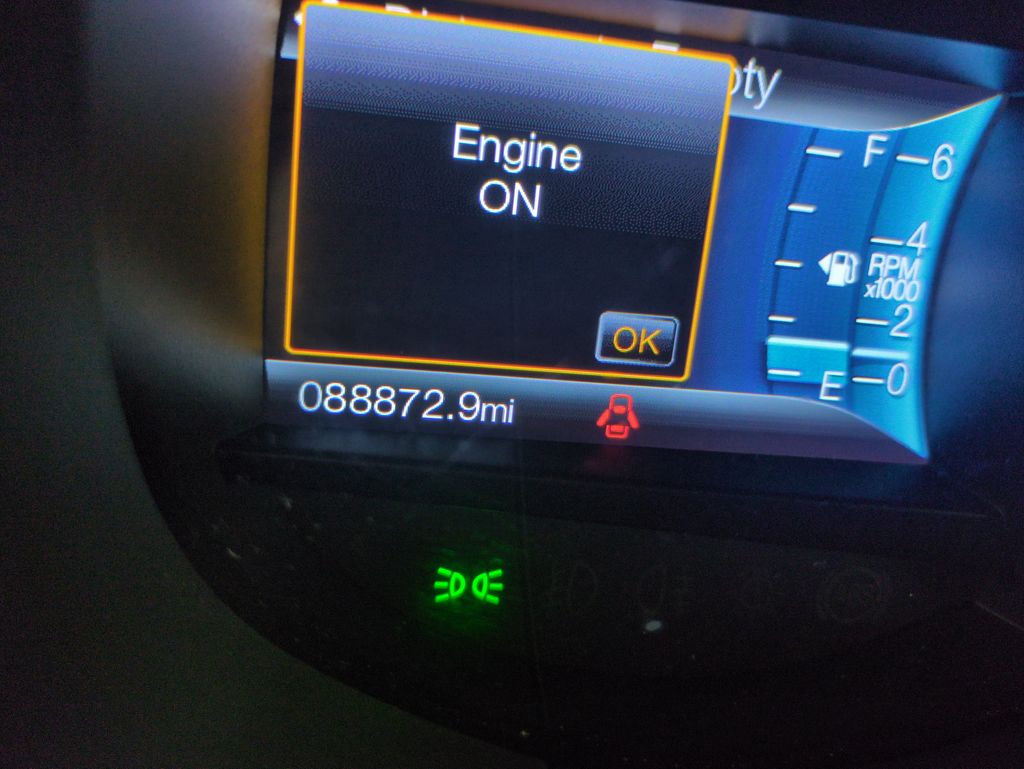 Engine
ON
OK
F
6
4
RPM
x1000
2
E
0
088872.9mi